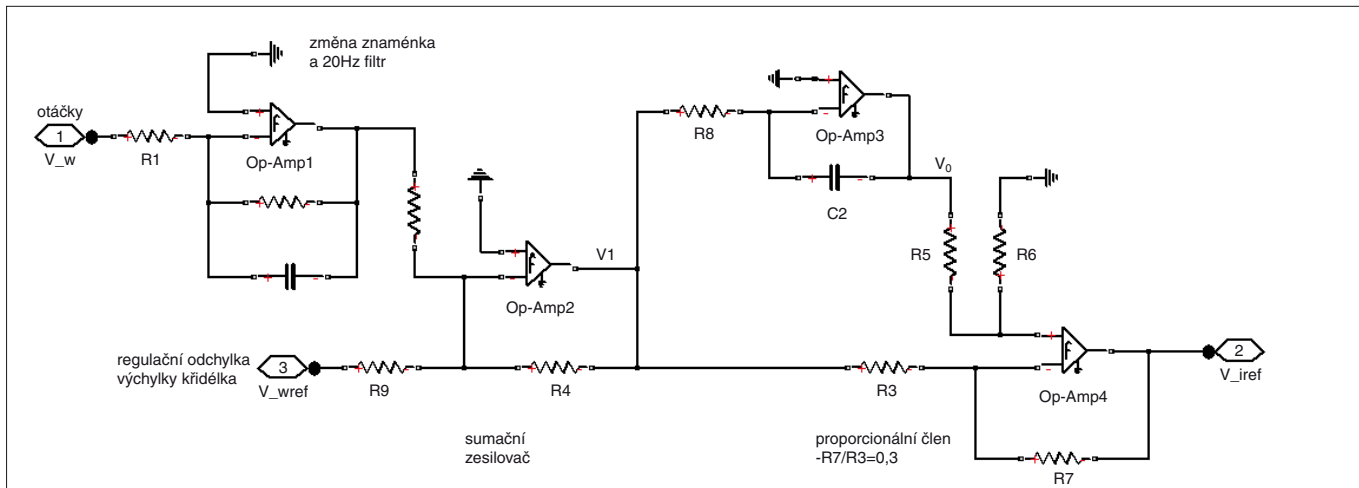 změna znaménka
a 20Hz filtr
otáčky
1
V_w
R1
Op-Amp1
R8
Op-Amp3
C2
V0
R5
R6
V1
Op-Amp2
regulační odchylka
výchylky křidélka
3
V_wref
R9
R4
R3
Op-Amp4
2
V_iref
sumační
zesilovač
proporcionální člen
-R7/R3=0,3
R7